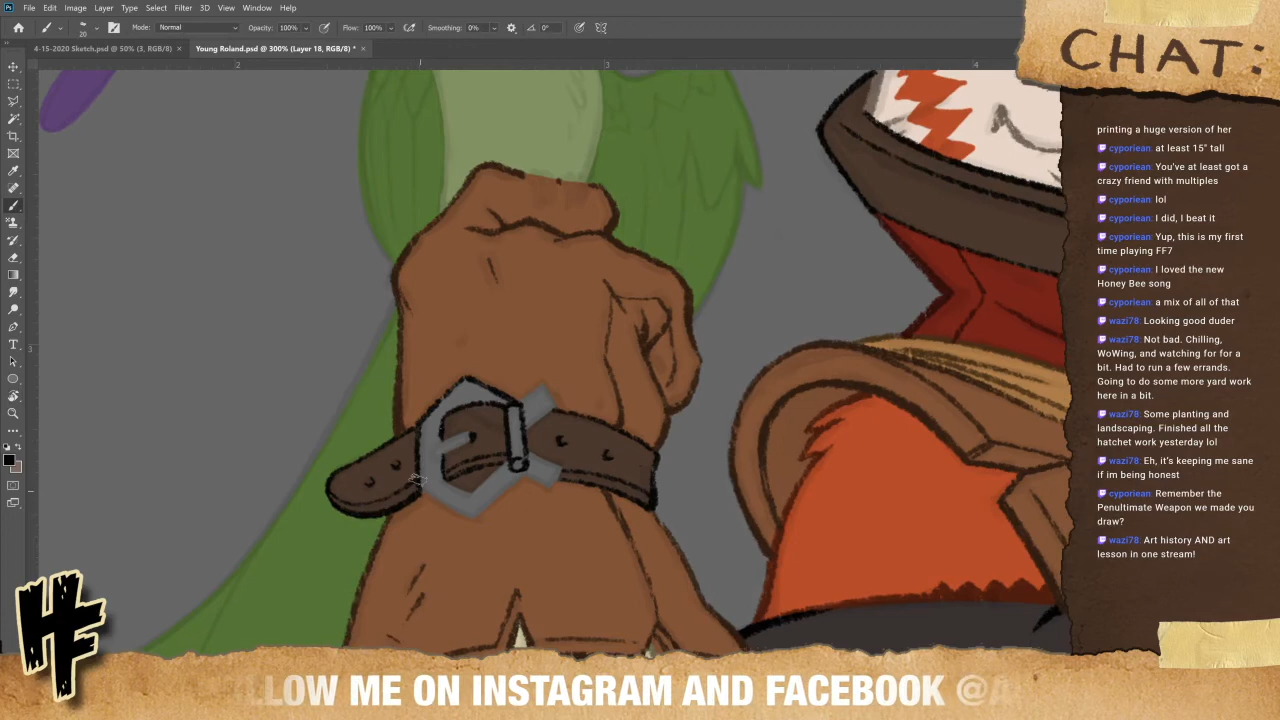 File Edit Image Layer Type Select Filter 3D View Window Help
20 Mode: Normal Opacity: 100% Flow: 100% Smoothing: 0% 0°
4-15-2020 Sketch.psd @ 50% (3, RGB/8) × Young Roland.psd @ 300% (Layer 18, RGB/8) * ×
2 3 4
3
CHAT:
printing a huge version of her
cyporiean: at least 15" tall
cyporiean: You've at least got a
crazy friend with multiples
cyporiean: lol
cyporiean: I did, I beat it
cyporiean: Yup, this is my first
time playing FF7
cyporiean: I loved the new
Honey Bee song
cyporiean: a mix of all of that
wazi78: Looking good duder
wazi78: Not bad. Chilling,
WoWing, and watching for for a
bit. Had to run a few errands.
Going to do some more yard work
here in a bit.
wazi78: Some planting and
landscaping. Finished all the
hatchet work yesterday lol
wazi78: Eh, it's keeping me sane
if im being honest
cyporiean: Remember the
Penultimate Weapon we made you
draw?
wazi78: Art history AND art
lesson in one stream!
HF
LLOW ME ON INSTAGRAM AND FACEBOOK @